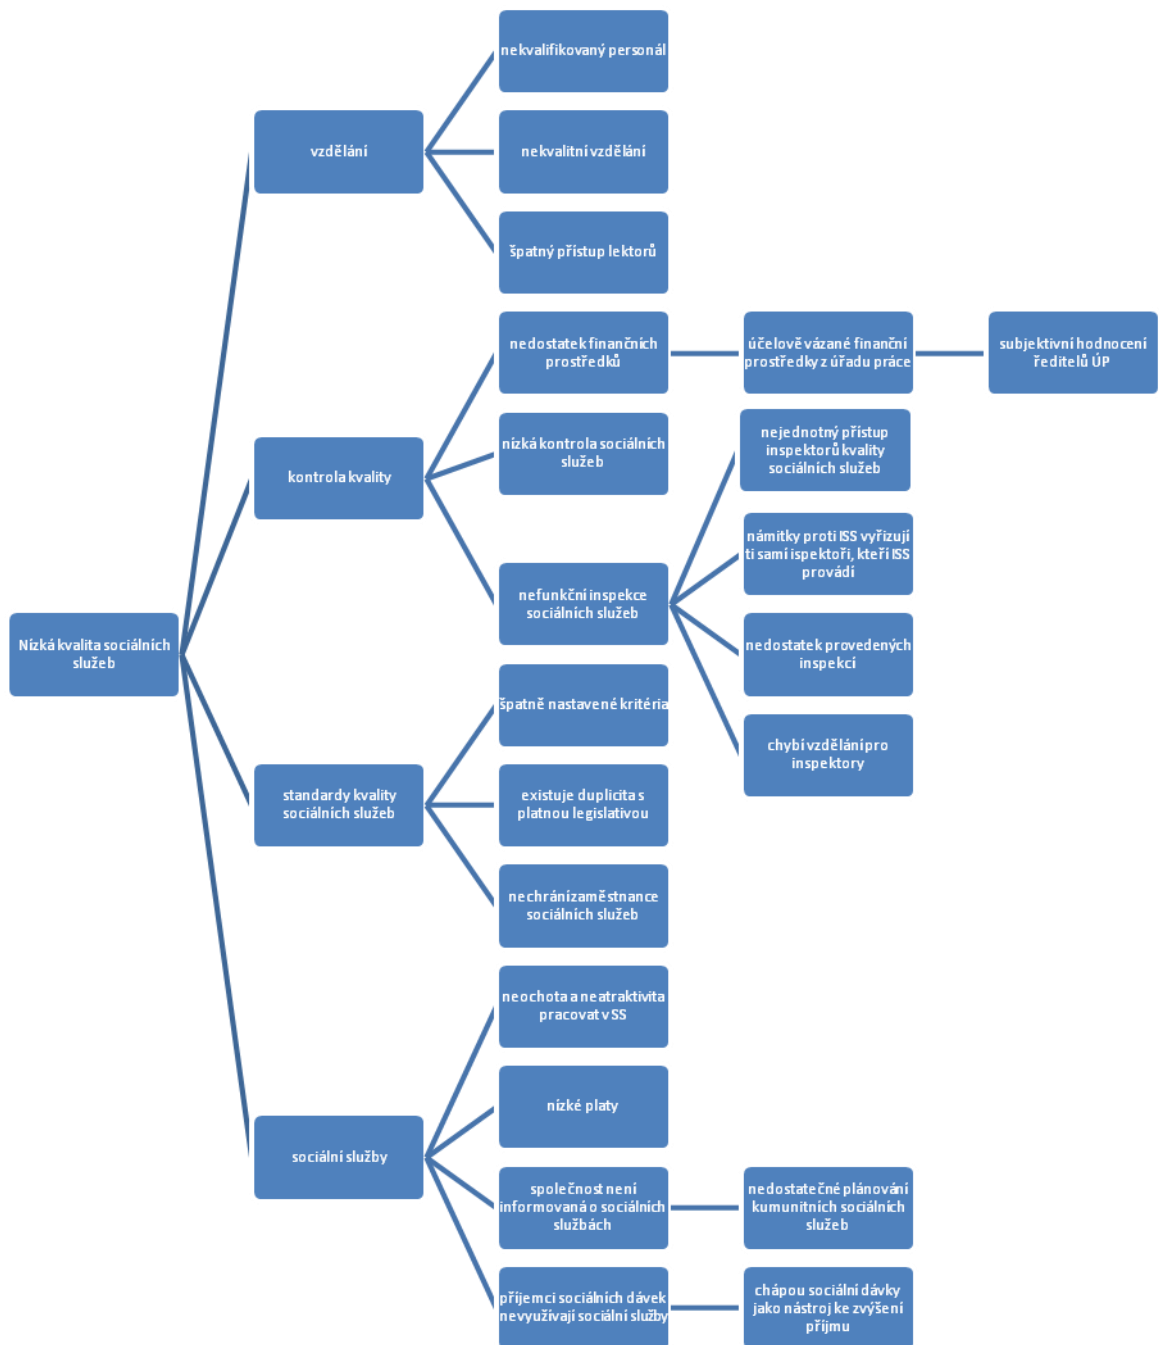 nekvalifikovaný personál
vzdělání
nekvalitní vzdělání
špatný přístup lektorů
nedostatek finančních
prostředků
účelově vázané finanční
prostředky z úřadu práce
subjektivní hodnocení
ředitelů ÚP
kontrola kvality
nízká kontrola sociálních
služeb
nefunkční inspekce
sociálních služeb
nejednotný přístup
inspektorů kvality
sociálních služeb
námitky proti ISS vyřizují
ti samí ispektoři, kteří ISS
provádí
nedostatek provedených
inspekcí
chybí vzdělání pro
inspektory
Nízká kvalita sociálních
služeb
standardy kvality
sociálních služeb
špatně nastavené kritéria
existuje duplicita s
platnou legislativou
nechrání zaměstnance
sociálních služeb
sociální služby
neochota a neatraktivita
pracovat v SS
nízké platy
společnost není
informovaná o sociálních
službách
nedostatečné plánování
kumunitních sociálních
služeb
příjemci sociálních dávek
nevyužívají sociální služby
chápou sociální dávky
jako nástroj ke zvýšení
příjmu